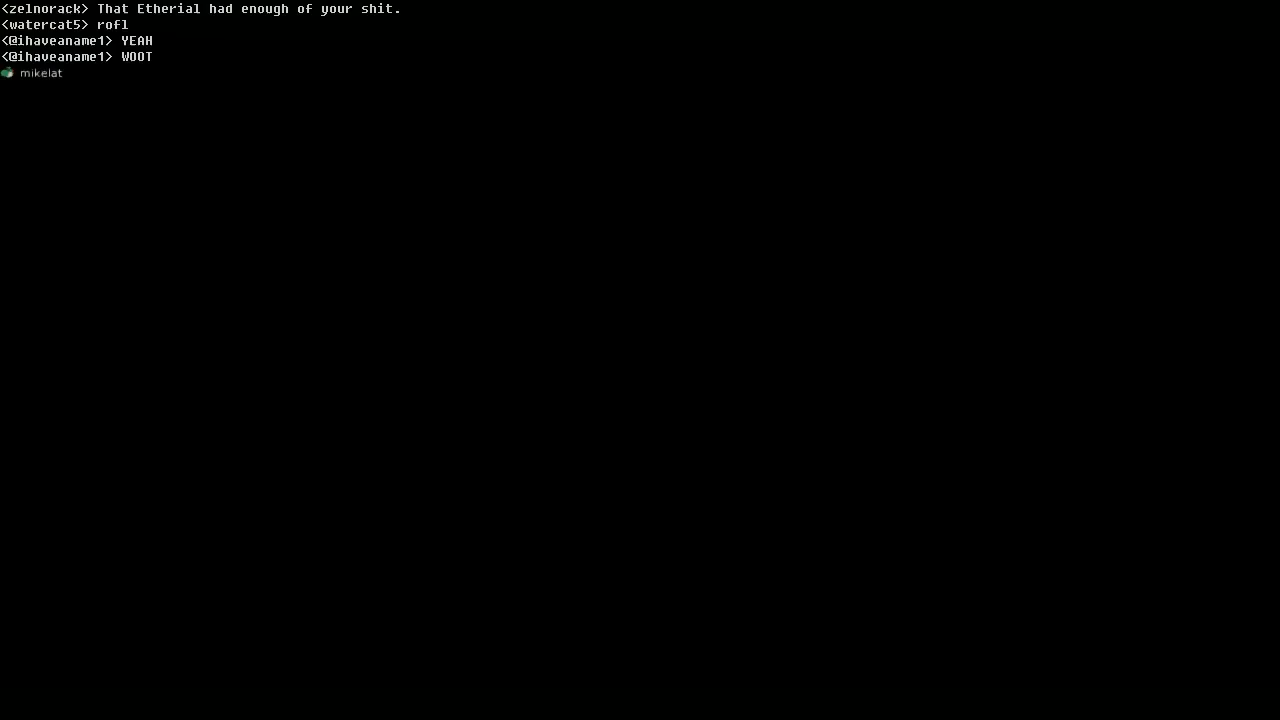 <zelnorack> That Etherial had enough of your shit.
<watercat5> rofl
<@ihaveaname1> YEAH
<@ihaveaname1> WOOT
mikelat